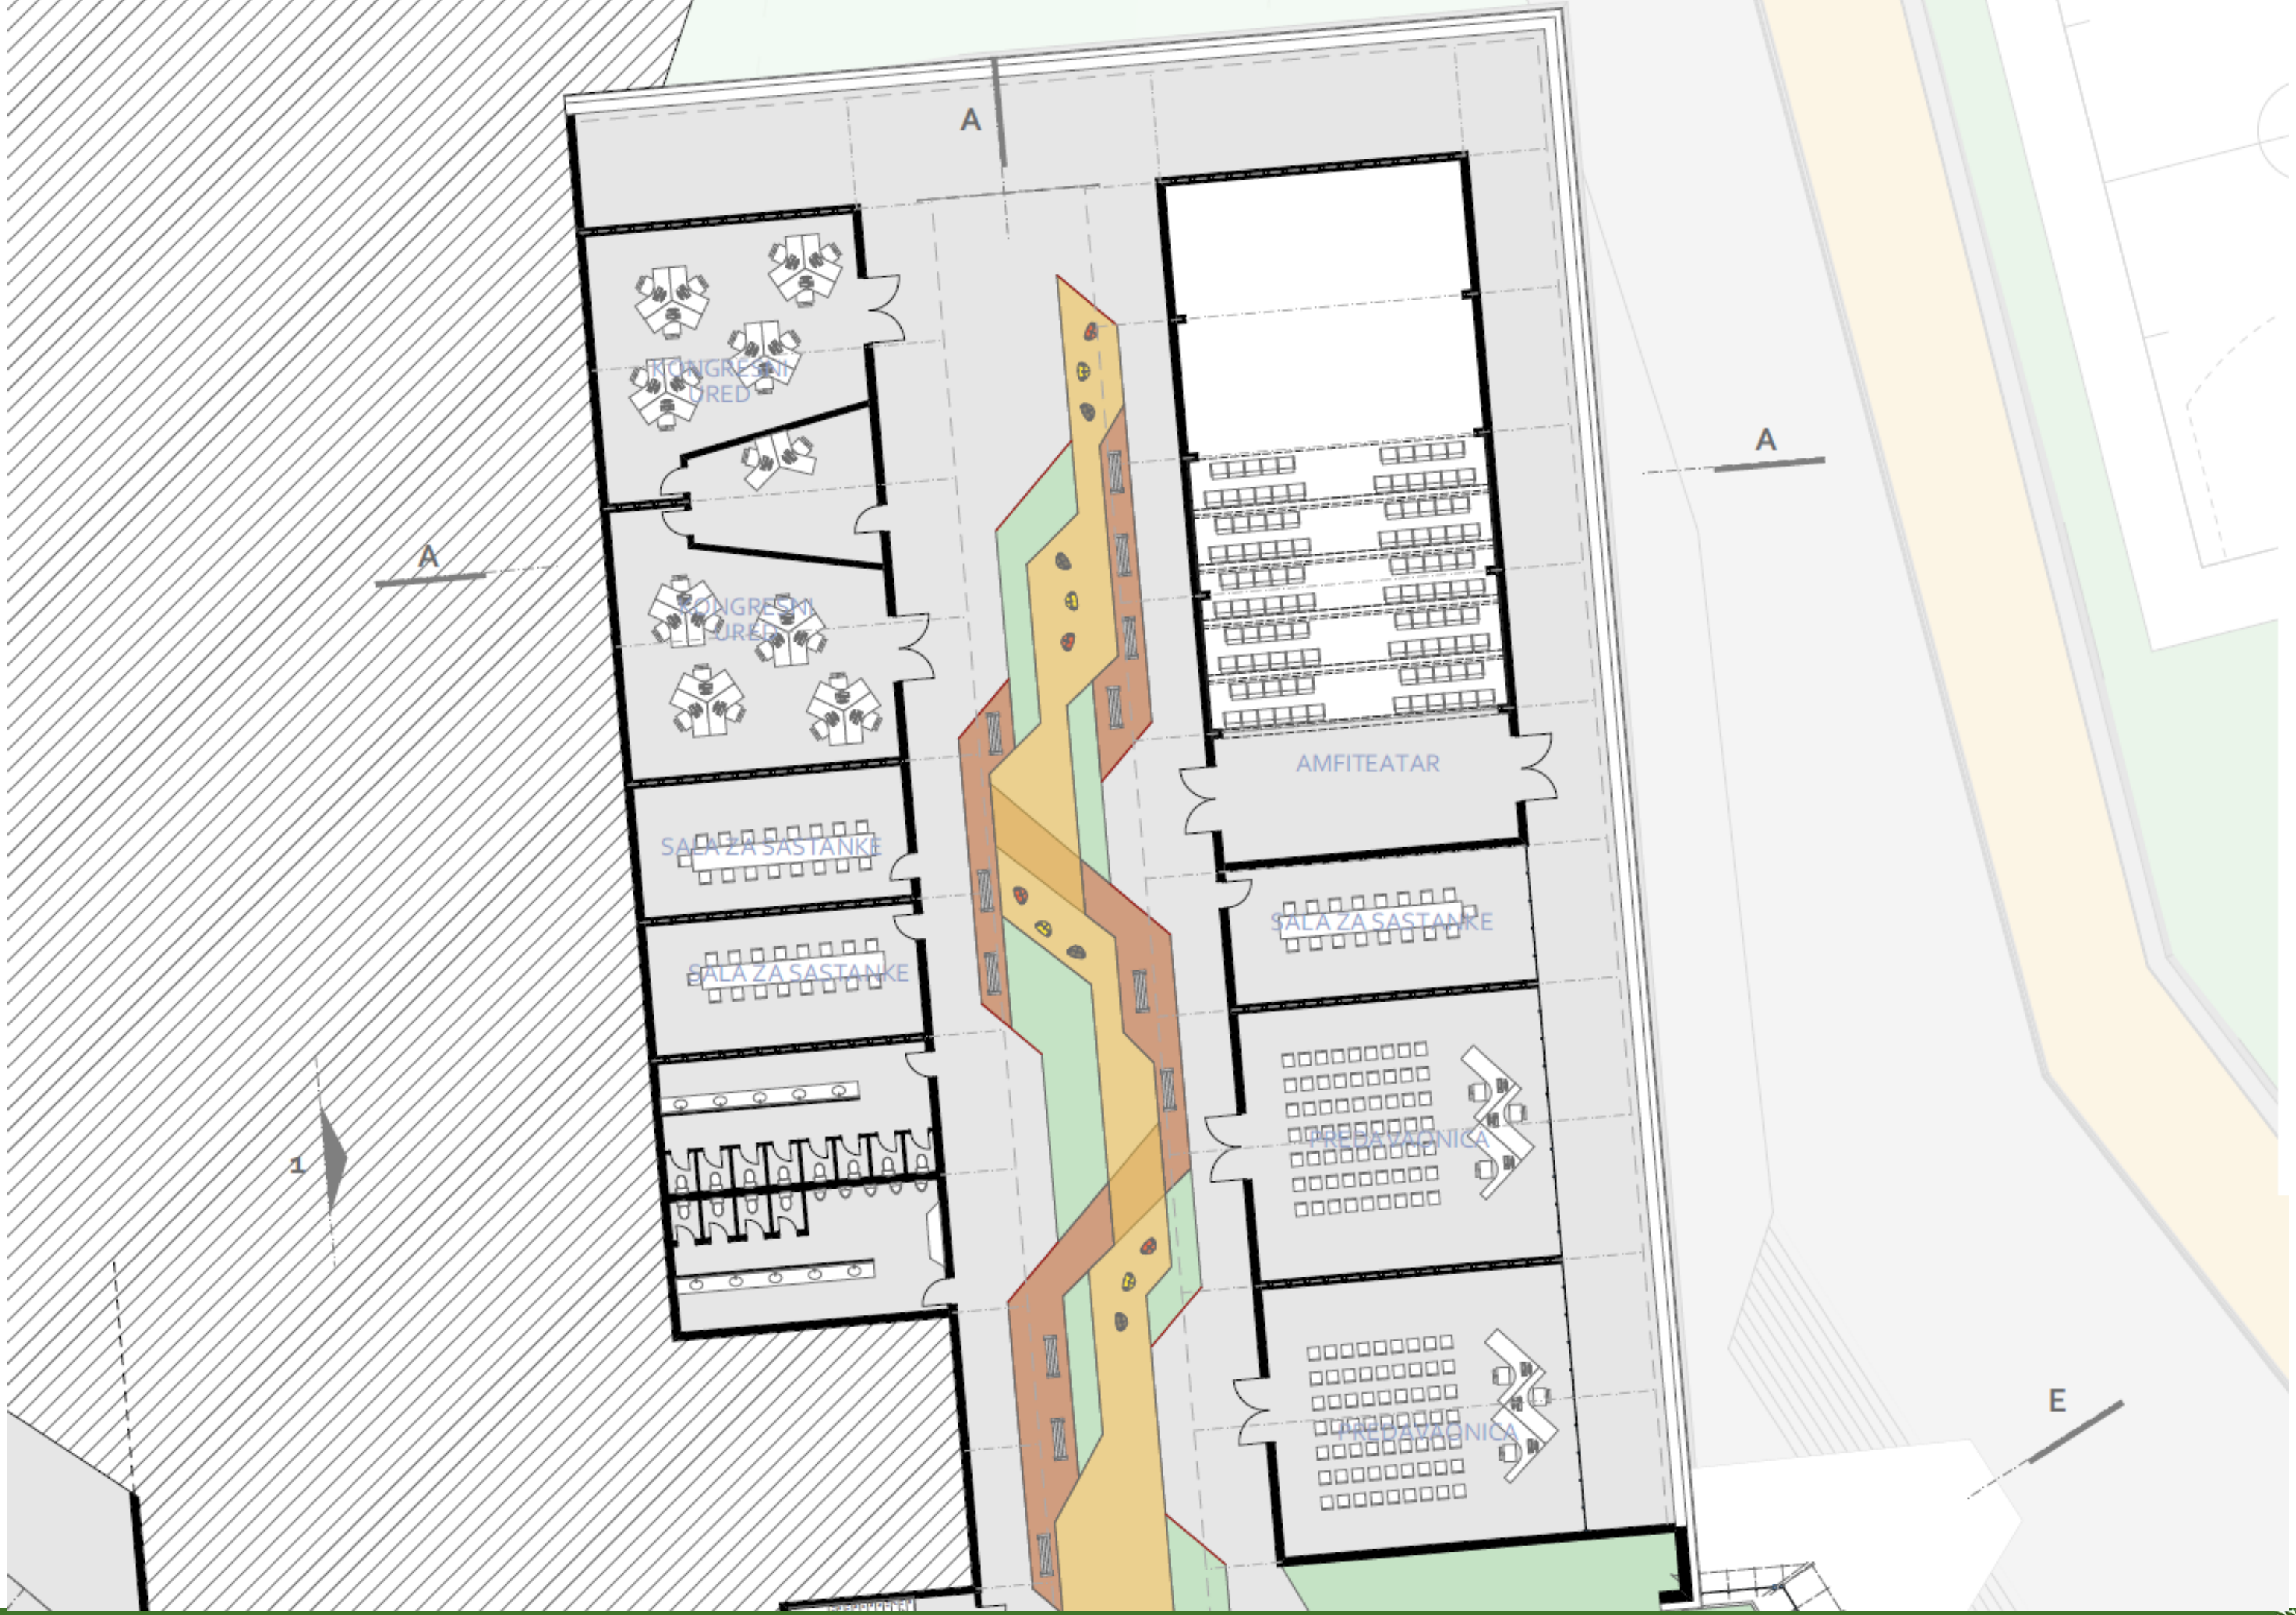 A
KONGRESNI
URED
A
A
KONGRESNI
URED
AMFITEATAR
SALA ZA SASTANKE
SALA ZA SASTANKE
SALA ZA SASTANKE
PREDAVAONICA
1
E
PREDAVAONICA